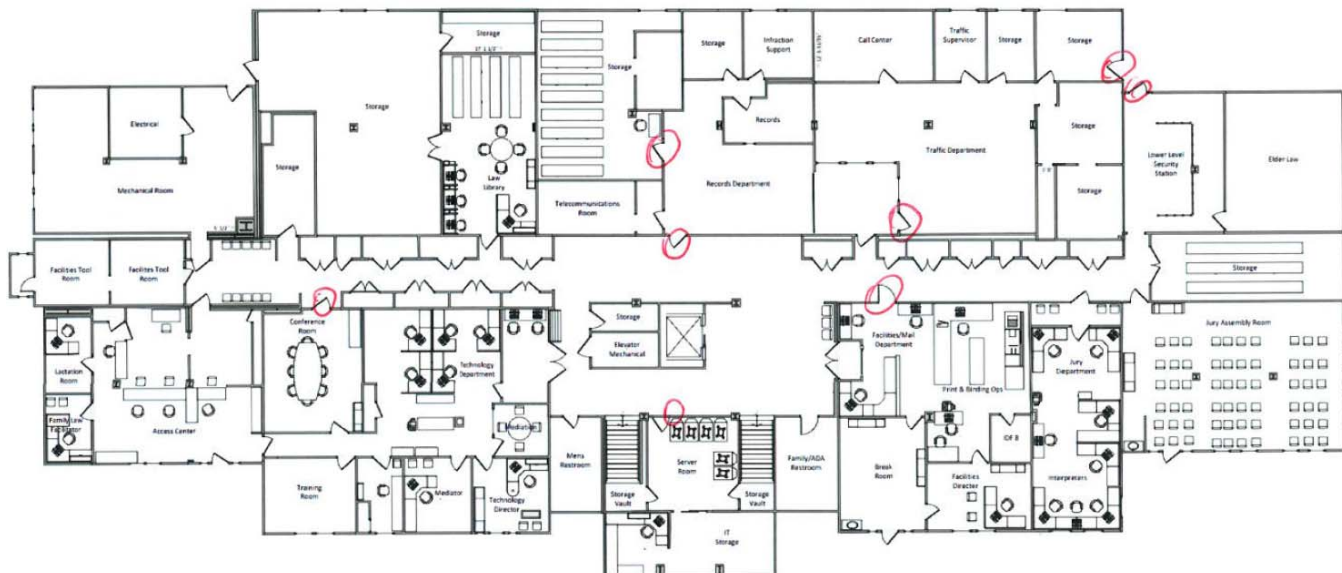 Storage
Storage
Infraction
Support
Call Center
Traffic
Supervisor
Storage
Storage
Storage
Storage
Electrical
Records
Storage
Traffic Department
Lower Level
Security
Station
Elder Law
Storage
Mechanical Room
Law
Library
Records Department
Telecommunications
Room
Storage
Facilities Tool
Room
Facilites Tool
Room
Storage
Conference
Room
Storage
Elevator
Mechanical
Facilities/Mail
Department
Jury Assembly Room
Lactation
Room
Technology
Department
Jury
Department
Print & Binding Ops
Family Law
Facilitator
Access Center
Mediation
Mens
Restroom
Server
Room
Family/ADA
Restroom
Break
Room
IDF B
Training
Room
Mediator
Technology
Director
Storage
Vault
Storage
Vault
Facilities
Director
Interpreters
IT
Storage